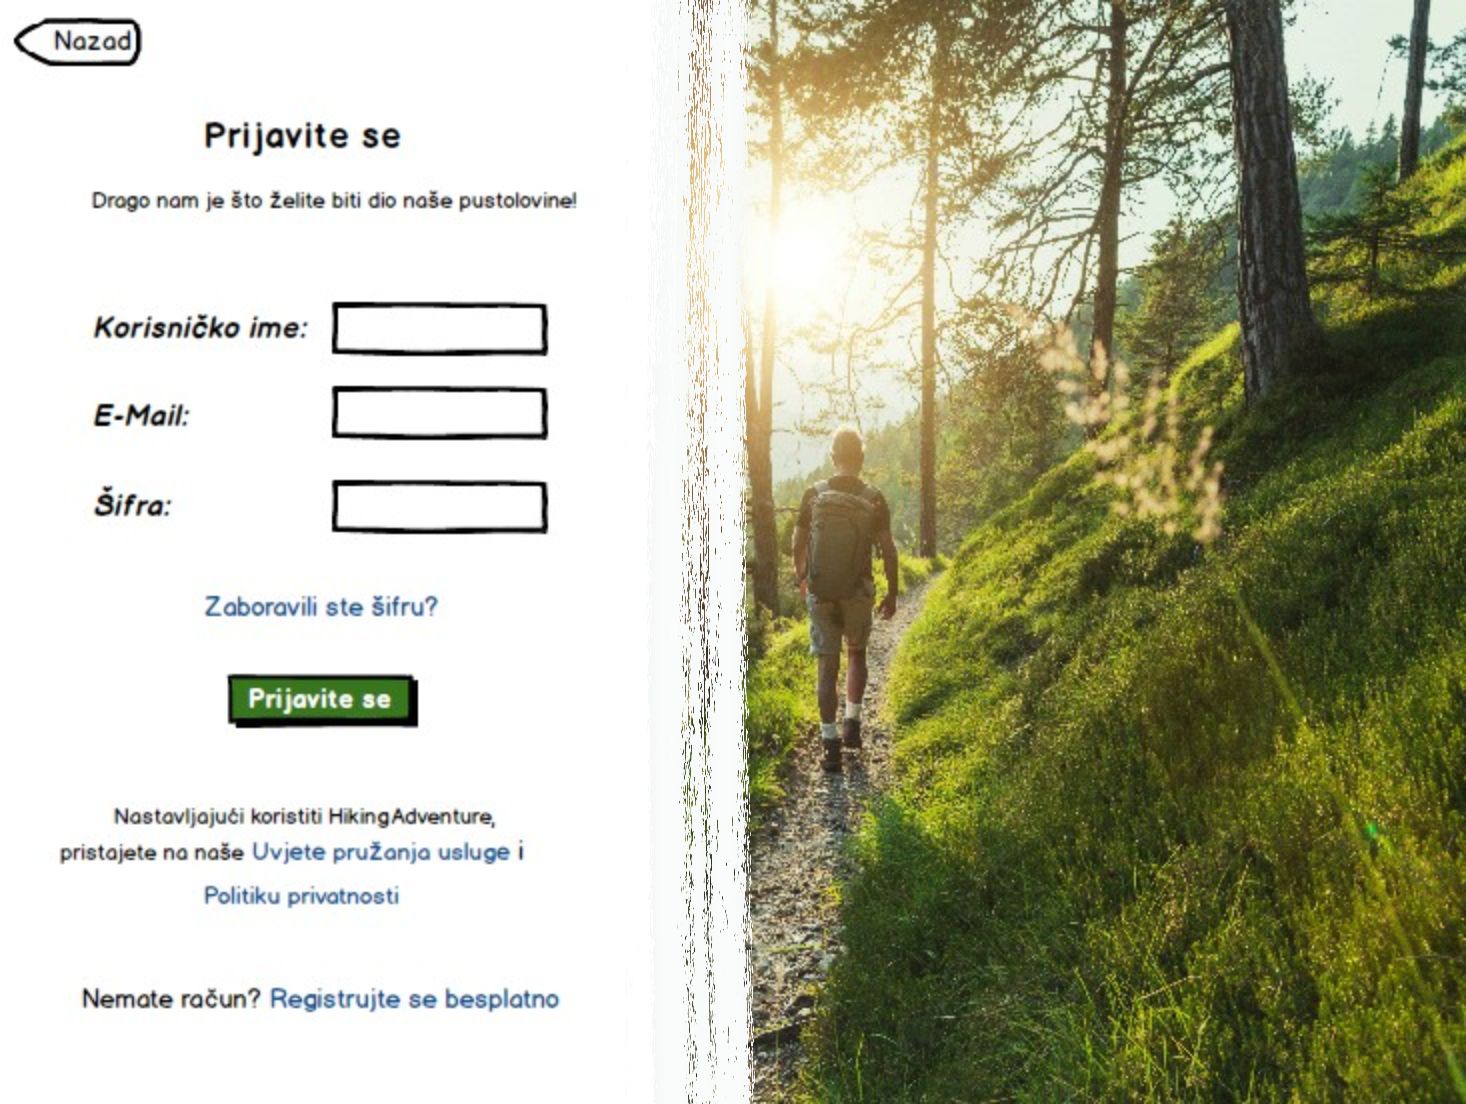 Nazad
Prijavite se
Drago nam je što želite biti dio naše pustolovine!
Korisničko ime:
E-Mail:
Šifra:
Zaboravili ste šifru?
Prijavite se
Nastavljajući koristiti HikingAdventure,
pristajete na naše Uvjete pružanja usluge i
Politiku privatnosti
Nemate račun? Registrujte se besplatno